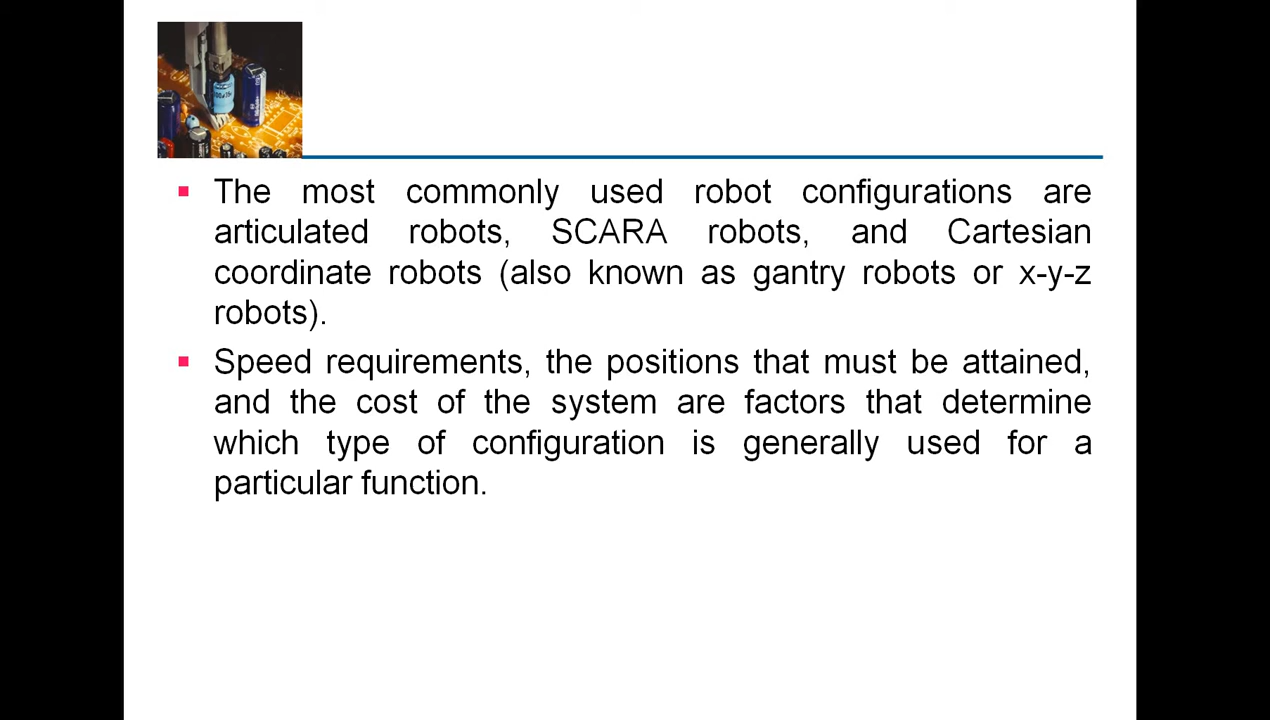 The most commonly used robot configurations are
articulated robots, SCARA robots, and Cartesian
coordinate robots (also known as gantry robots or x-y-z
robots).
Speed requirements, the positions that must be attained,
and the cost of the system are factors that determine
which type of configuration is generally used for a
particular function.